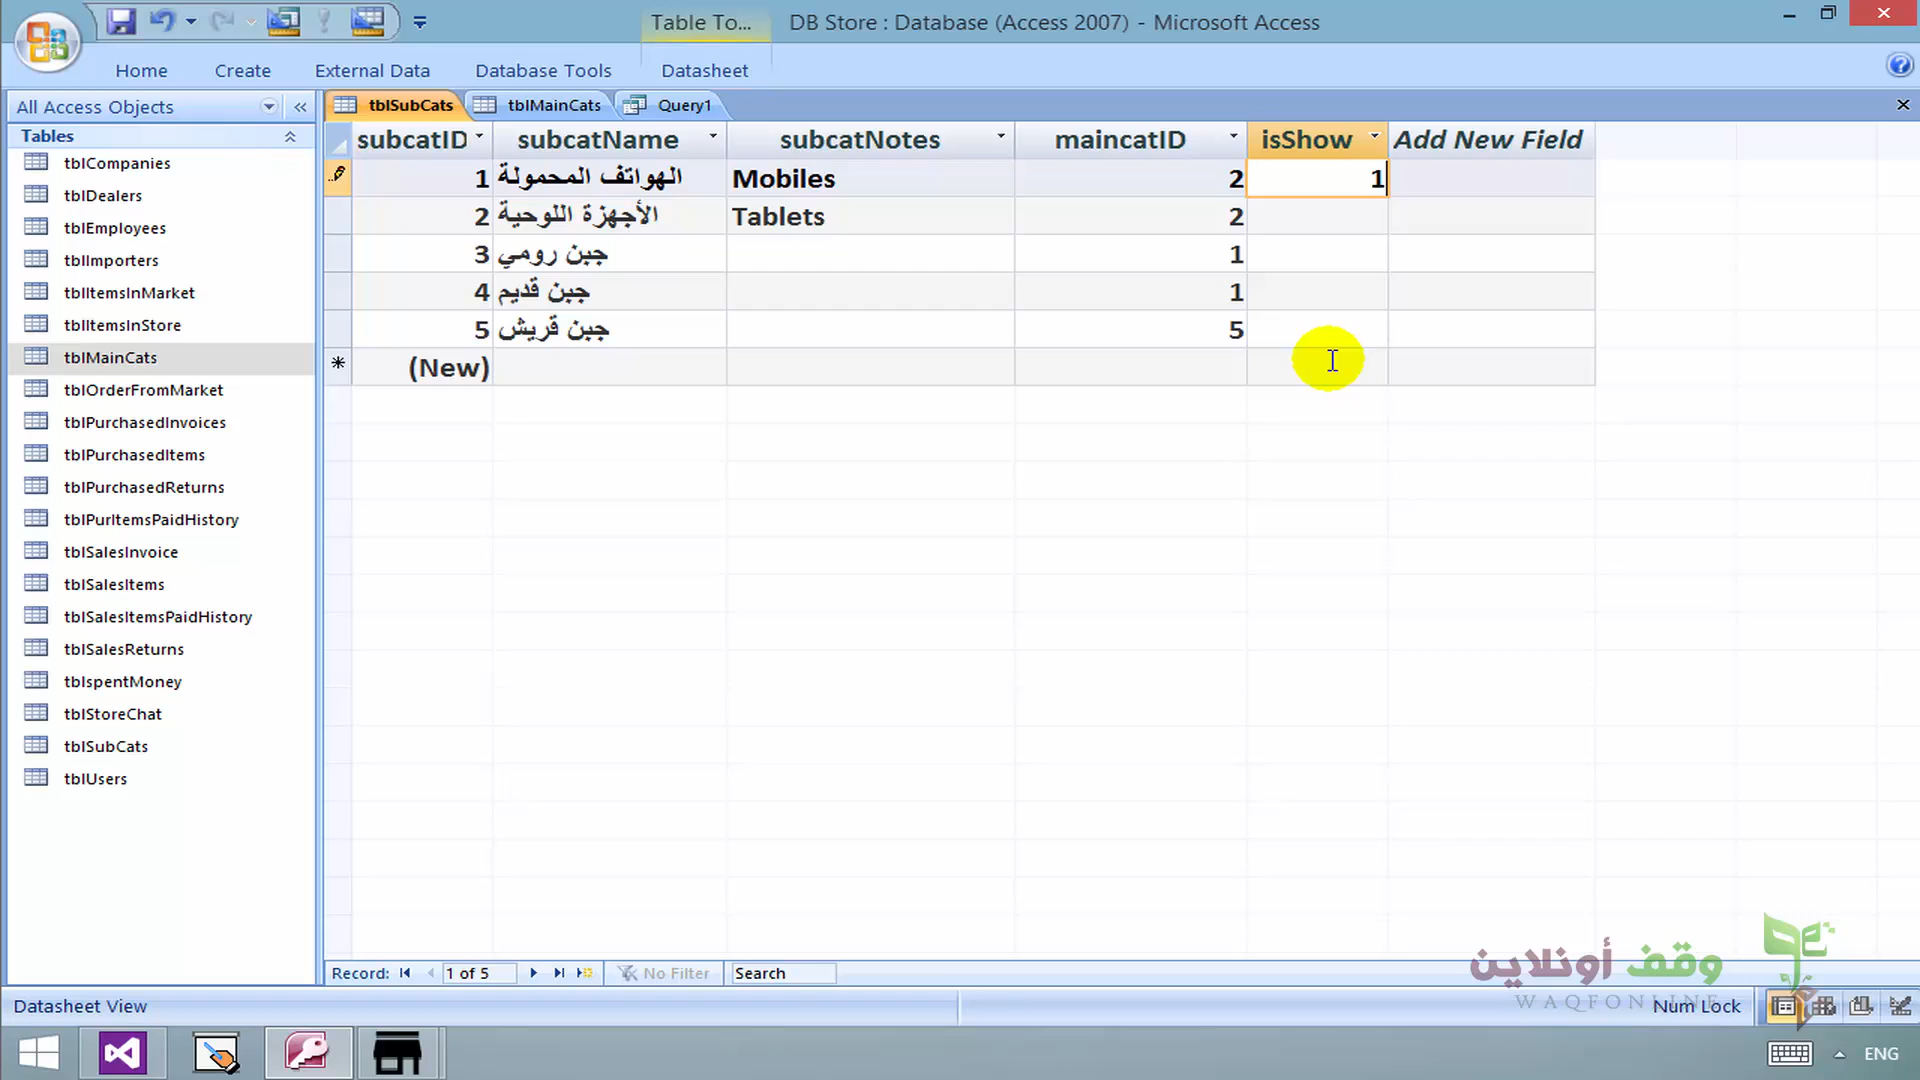 Table To...
DB Store : Database (Access 2007) - Microsoft Access
Home Create External Data Database Tools Datasheet
All Access Objects
Tables
tblCompanies
tblDealers
tblEmployees
tblImporters
tblItemsInMarket
tblItemsInStore
tblMainCats
tblOrderFromMarket
tblPurchasedInvoices
tblPurchasedItems
tblPurchasedReturns
tblPurItemsPaidHistory
tblSalesInvoice
tblSalesItems
tblSalesItemsPaidHistory
tblSalesReturns
tblspentMoney
tblStoreChat
tblSubCats
tblUsers
tblSubCats tblMainCats Query1
subcatID subcatName subcatNotes maincatID isShow Add New Field
1 الهواتف المحمولة Mobiles 2 1
2 الأجهزة اللوحية Tablets 2
3 جبن رومي 1
4 جبن قديم 1
5 جبن قريش 5
* (New)
Record: 1 of 5 No Filter Search
وقف أونلاين
WAQFONLINE
Datasheet View
Num Lock
ENG